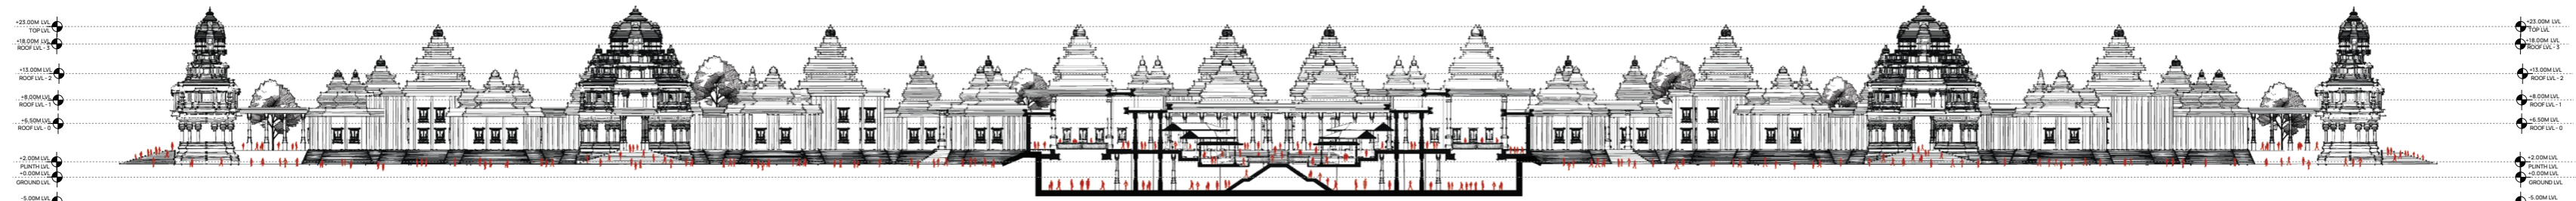 +23.00M LVL
TOP LVL
+18.00M LVL
ROOF LVL - 3
+13.00M LVL
ROOF LVL - 2
+8.00M LVL
ROOF LVL - 1
+6.50M LVL
ROOF LVL - 0
+2.00M LVL
PLINTH LVL
+0.00M LVL
GROUND LVL
-5.00M LVL
+23.00M LVL
TOP LVL
+18.00M LVL
ROOF LVL - 3
+13.00M LVL
ROOF LVL - 2
+8.00M LVL
ROOF LVL - 1
+6.50M LVL
ROOF LVL - 0
+2.00M LVL
PLINTH LVL
+0.00M LVL
GROUND LVL
-5.00M LVL